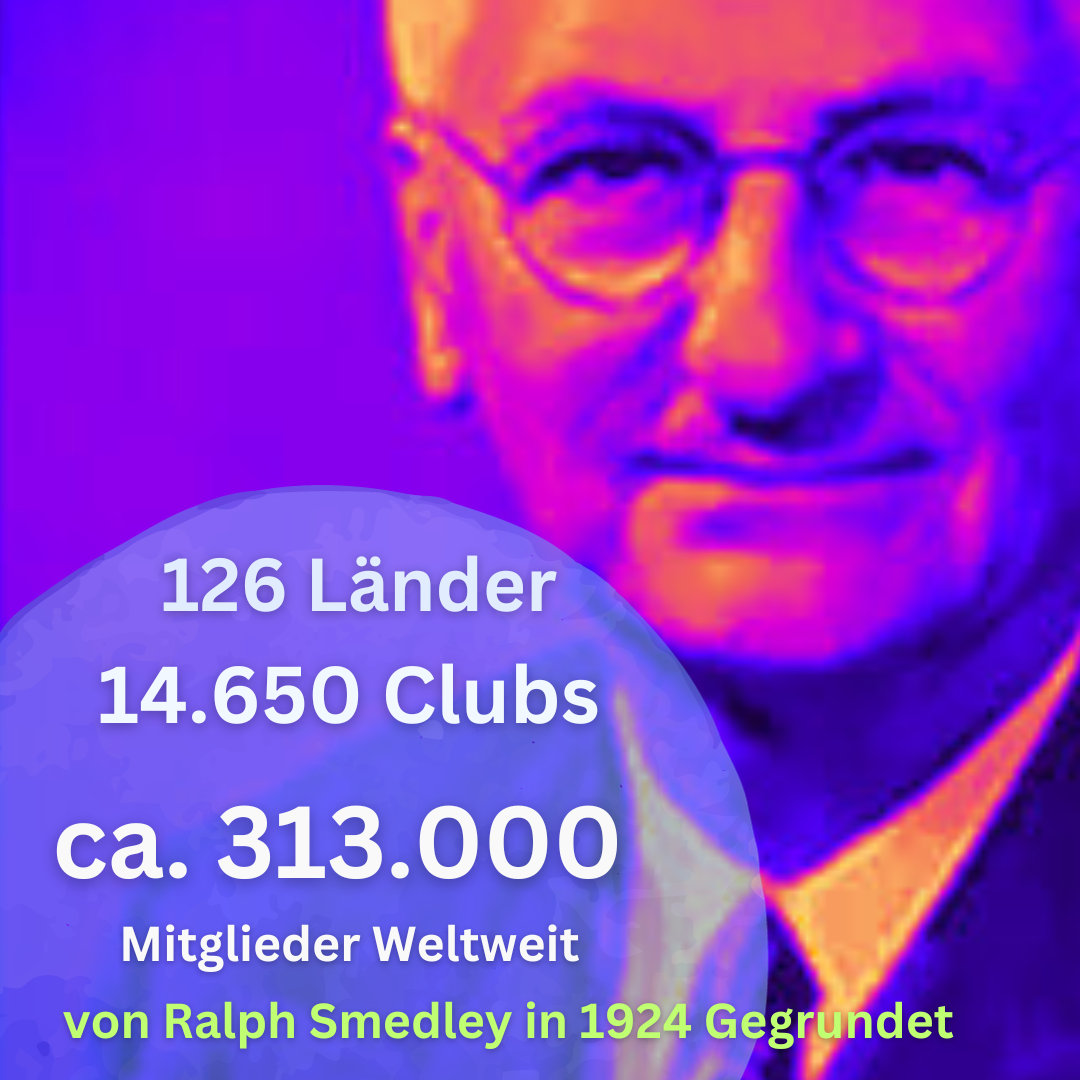 126 Länder
14.650 Clubs
ca. 313.000
Mitglieder Weltweit
von Ralph Smedley in 1924 Gegrundet